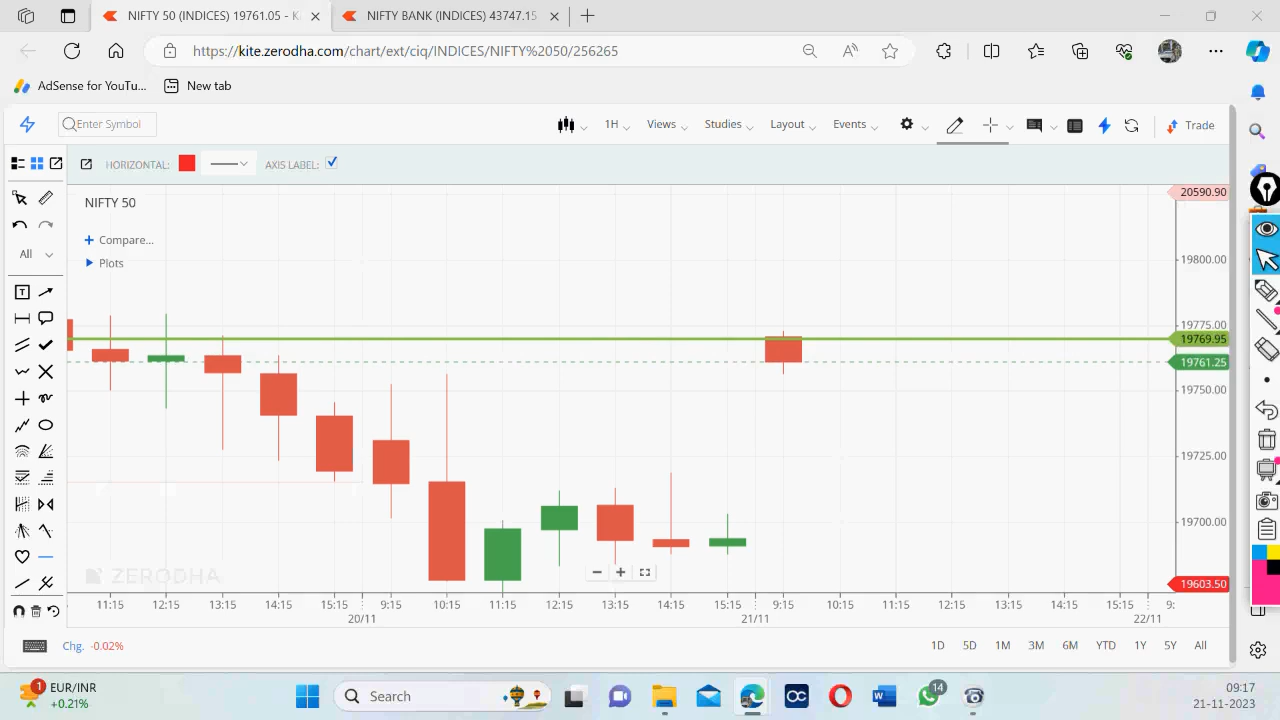 NIFTY 50 (INDICES) 19761.05 - K
NIFTY BANK (INDICES) 43747.15
https://kite.zerodha.com/chart/ext/ciq/INDICES/NIFTY%2050/256265
AdSense for YouTu...
New tab
Enter Symbol
1H
Views
Studies
Layout
Events
Trade
HORIZONTAL:
AXIS LABEL:
NIFTY 50
Compare...
Plots
All
T
20590.90
19800.00
19775.00
19769.95
19761.25
19750.00
19725.00
19700.00
19603.50
ZERODHA
11:15 12:15 13:15 14:15 15:15 9:15 10:15 11:15 12:15 13:15 14:15 15:15 9:15 10:15 11:15 12:15 13:15 14:15 15:15 9:
20/11 21/11 22/11
Chg. -0.02%
1D 5D 1M 3M 6M YTD 1Y 5Y All
1
EUR/INR
+0.21%
Search
OC
14
09:17
21-11-2023